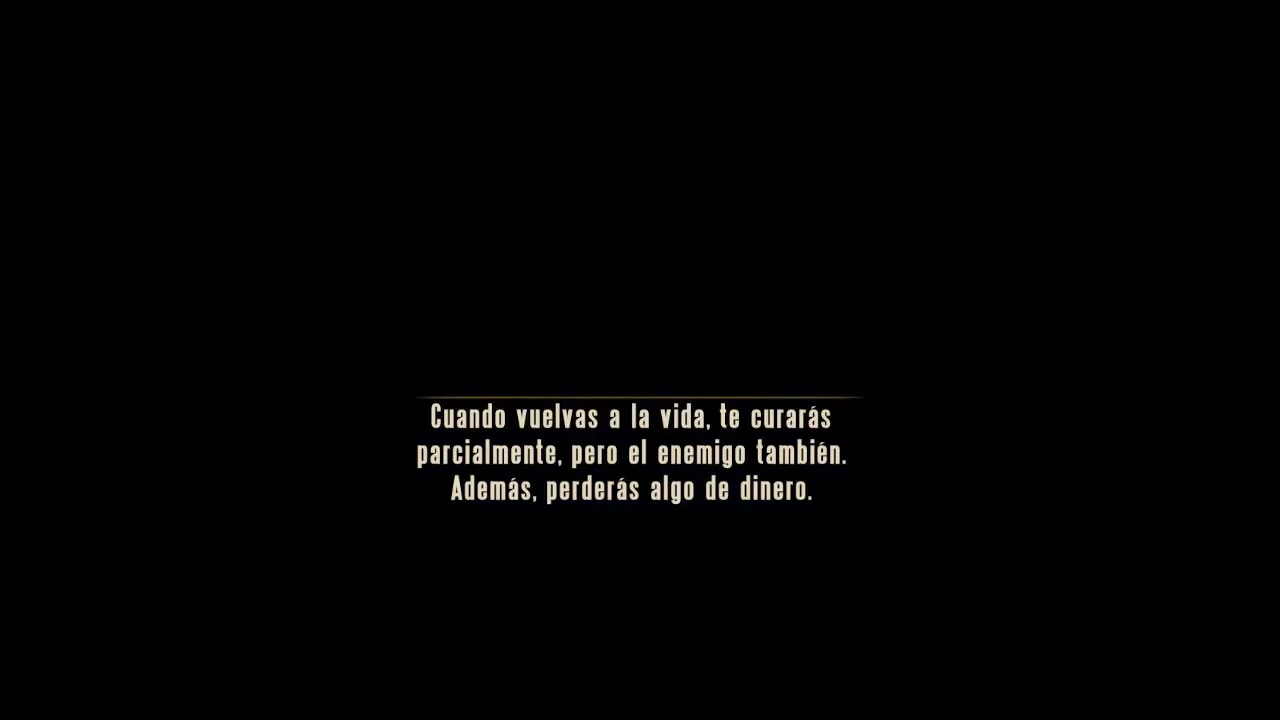 Cuando vuelvas a la vida, te curarás
parcialmente, pero el enemigo también.
Además, perderás algo de dinero.